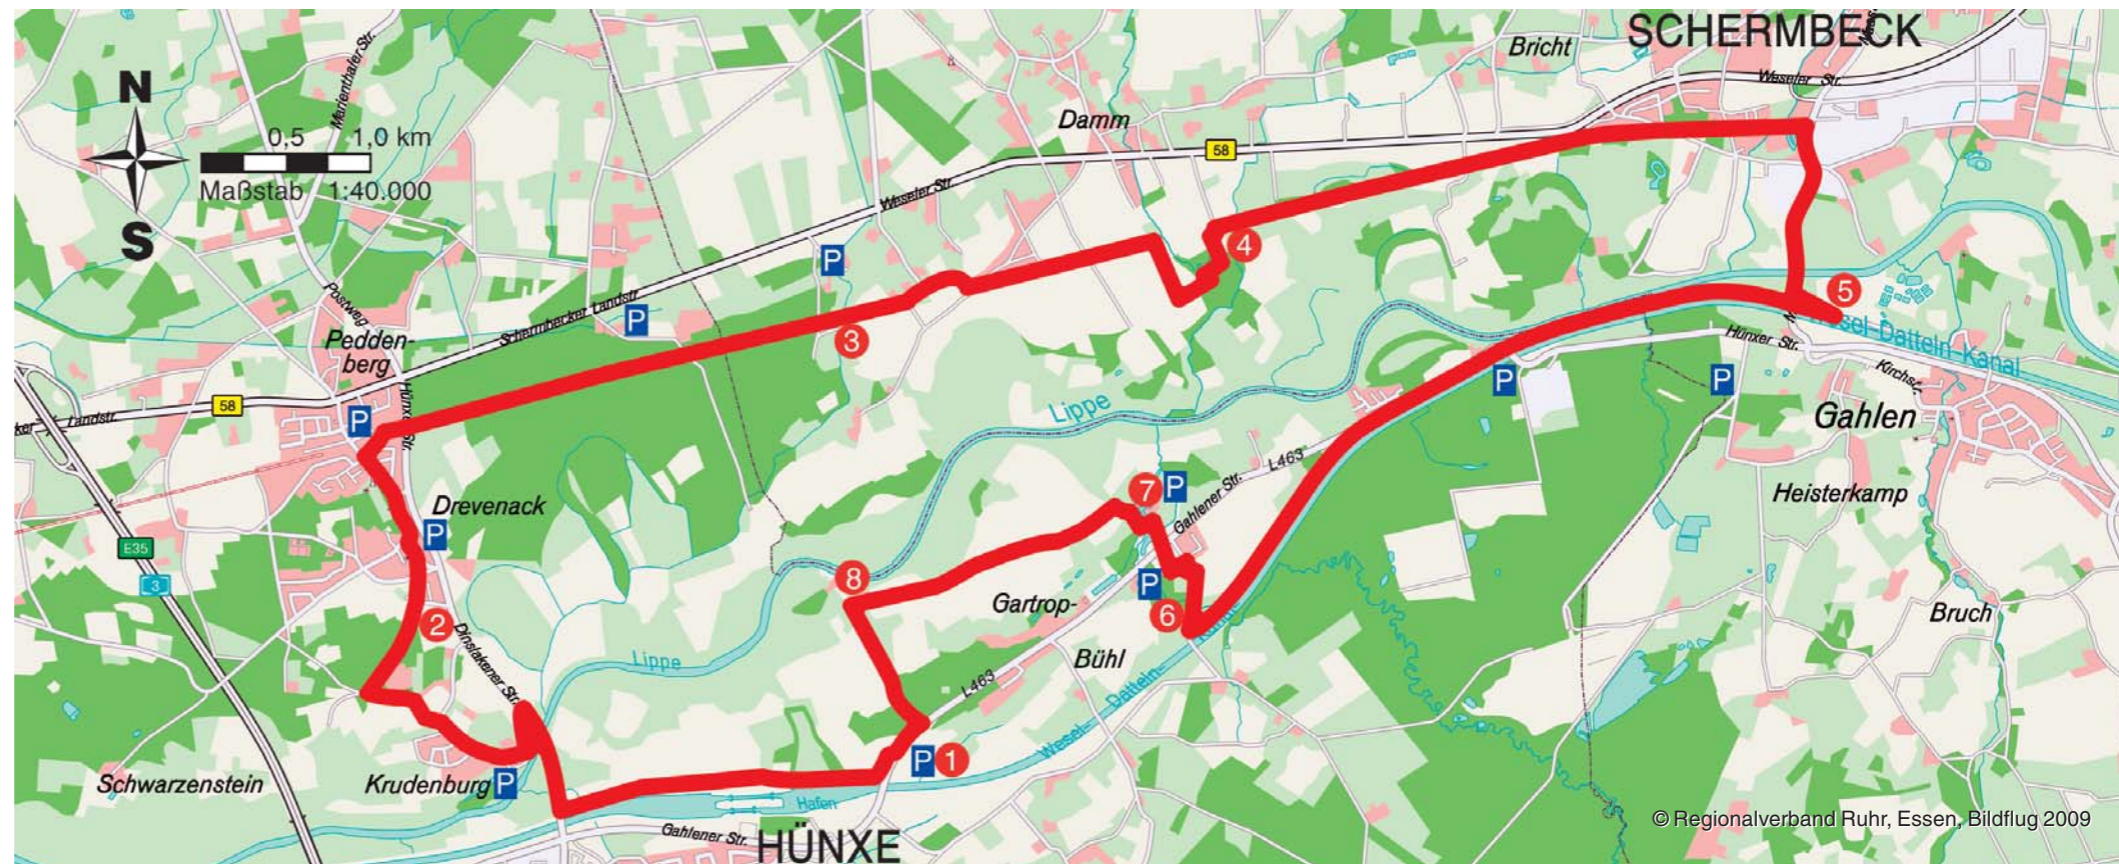 SCHERMBECK
Bricht
Weseler Str.
N
0,5 1,0 km
Maßstab 1:40.000
S
Marienthaler Str.
Damm
58
Weseler Str.
P
4
5
Postweg
Schermbecker Landstr.
P
Pedden-
berg
3
Wesel-Datteln-Kanal
Hünxer Str.
Kirchstr.
P
P
58
Landstr.
P
Hünxer Str.
Lippe
Gahlen
L463
7
P
Gahlener Str.
Heisterkamp
Drevenack
P
E35
3
8
P
6
Gartrop-
Bühl
Bruch
2
Dinslakener Str.
Lippe
L463
Wesel-
Datteln-
Kanal
P
1
Schwarzenstein
Krudenburg
P
Hafen
Gahlener Str.
HÜNXE
© Regionalverband Ruhr, Essen, Bildflug 2009